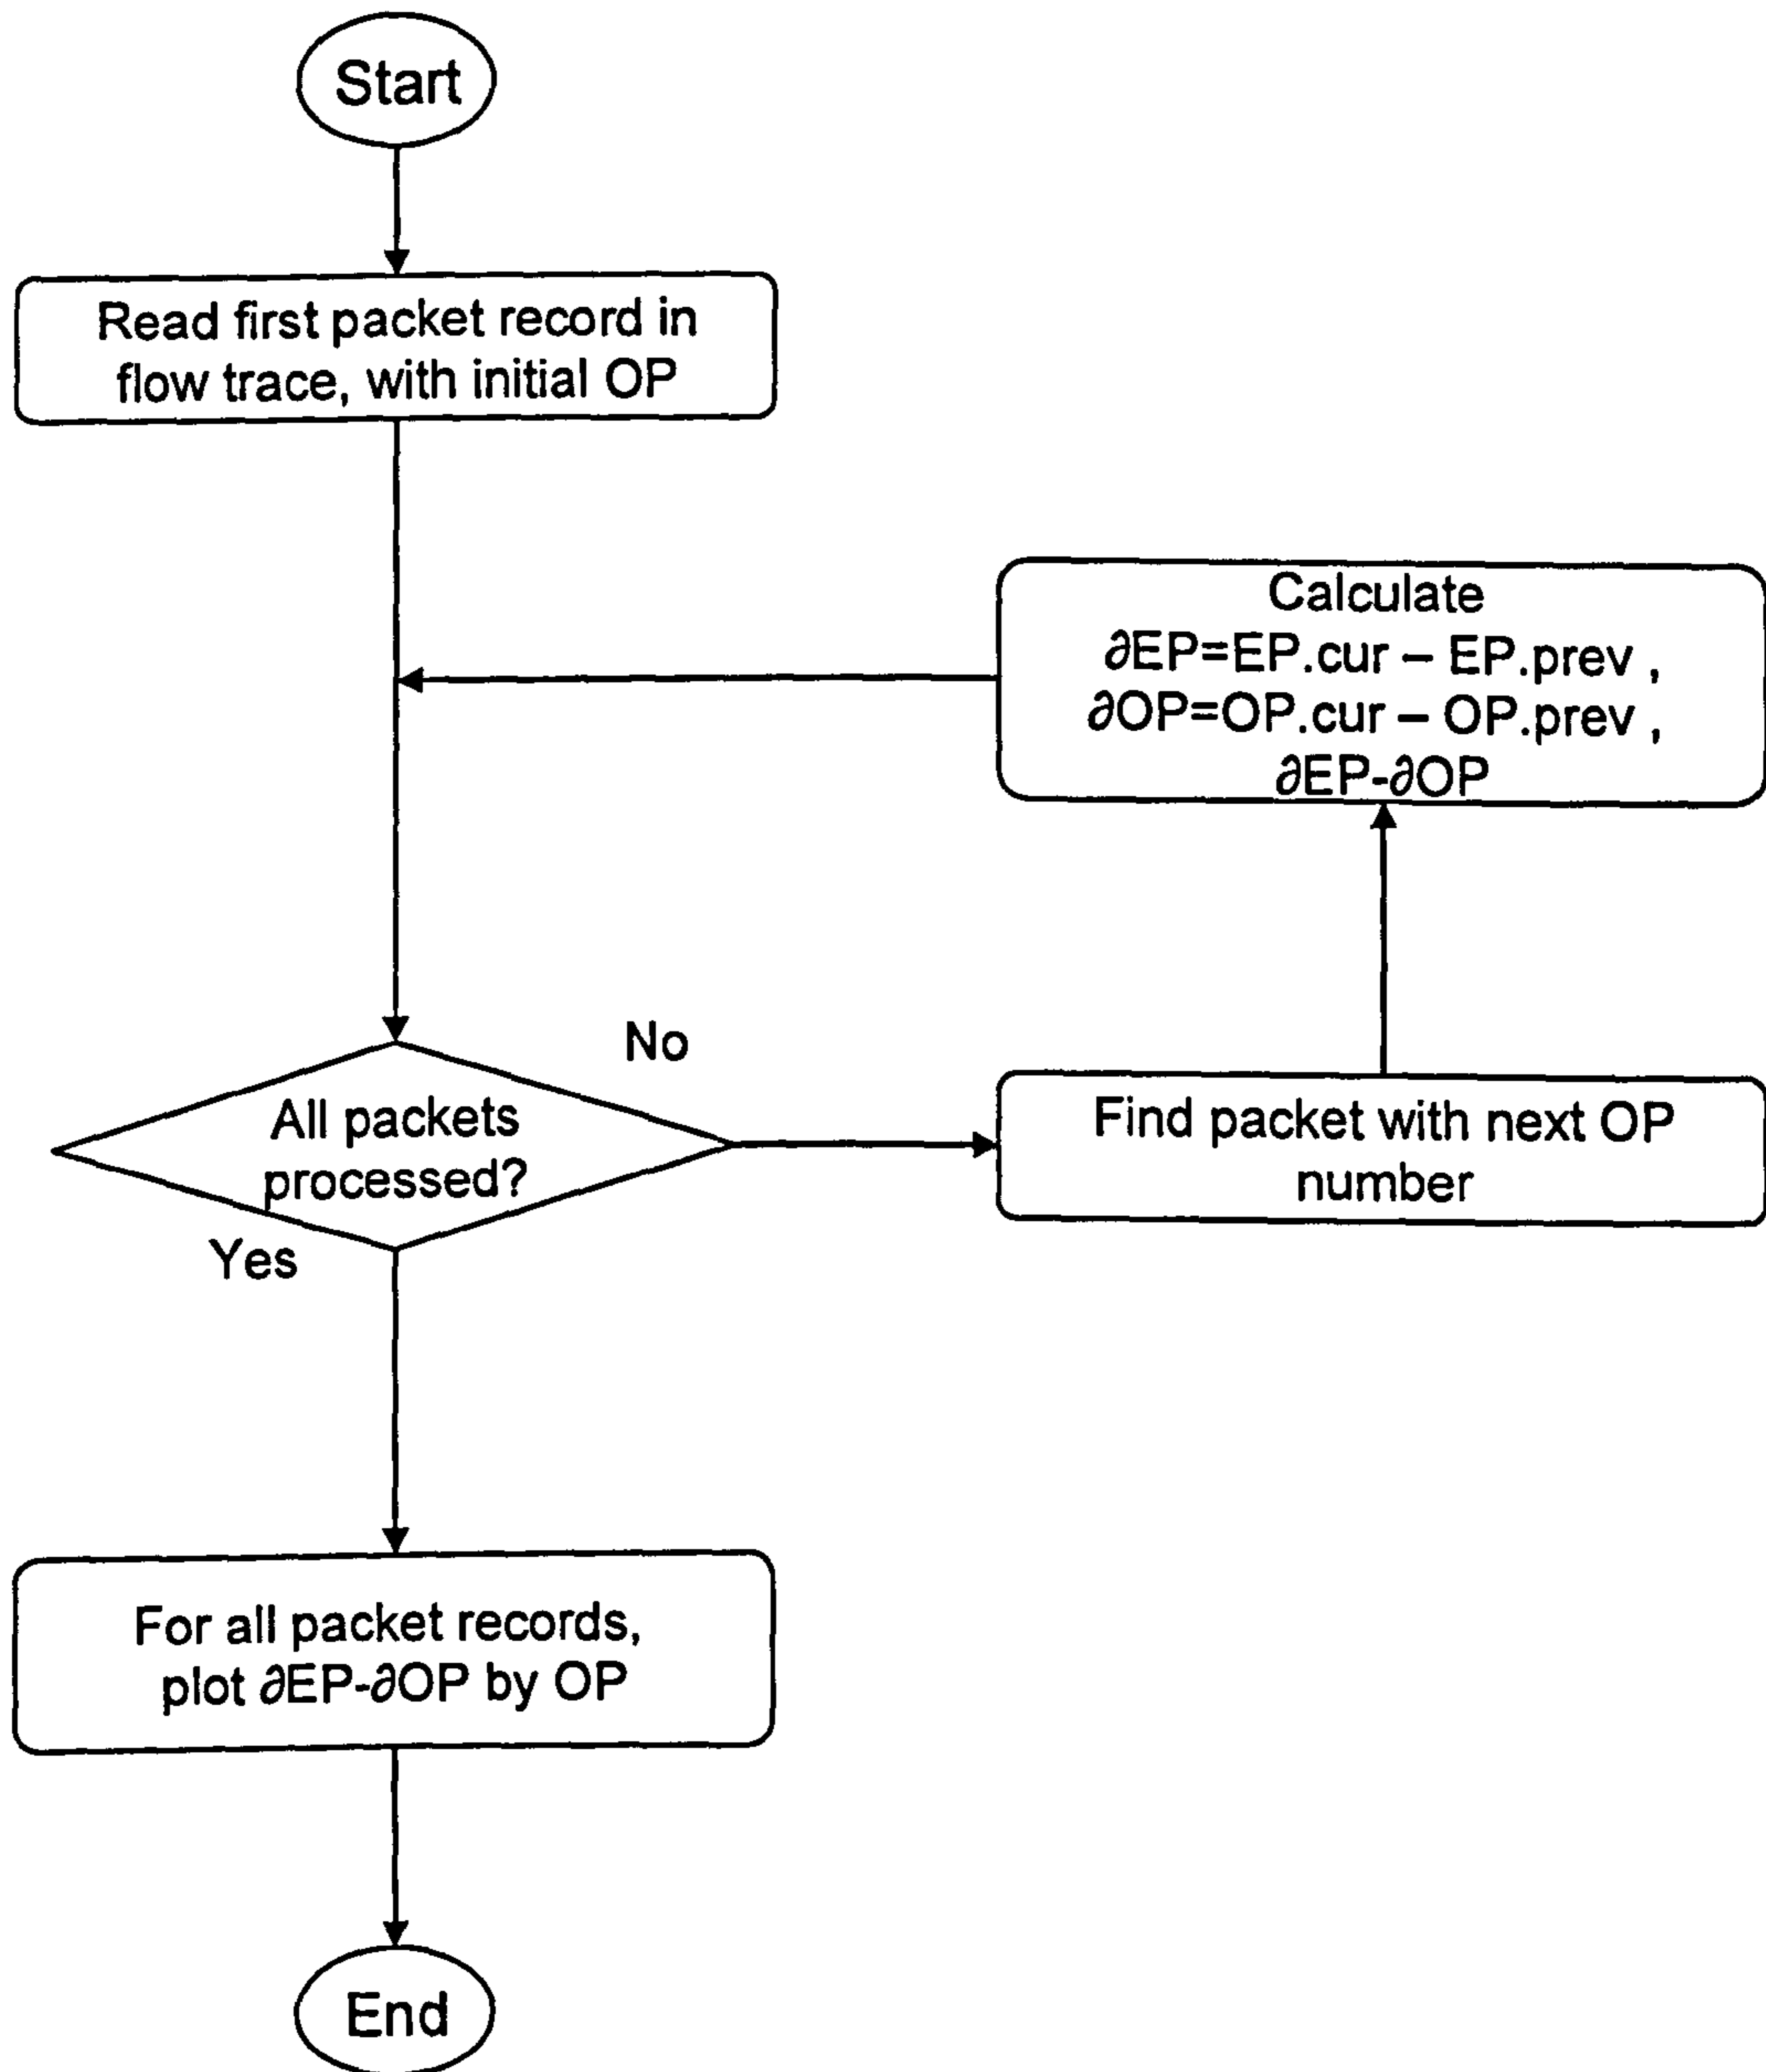 Start
Read first packet record in
flow trace, with initial OP
Calculate
∂EP=EP.cur – EP.prev ,
∂OP=OP.cur – OP.prev ,
∂EP-∂OP
No
All packets
processed?
Find packet with next OP
number
Yes
For all packet records,
plot ∂EP-∂OP by OP
End